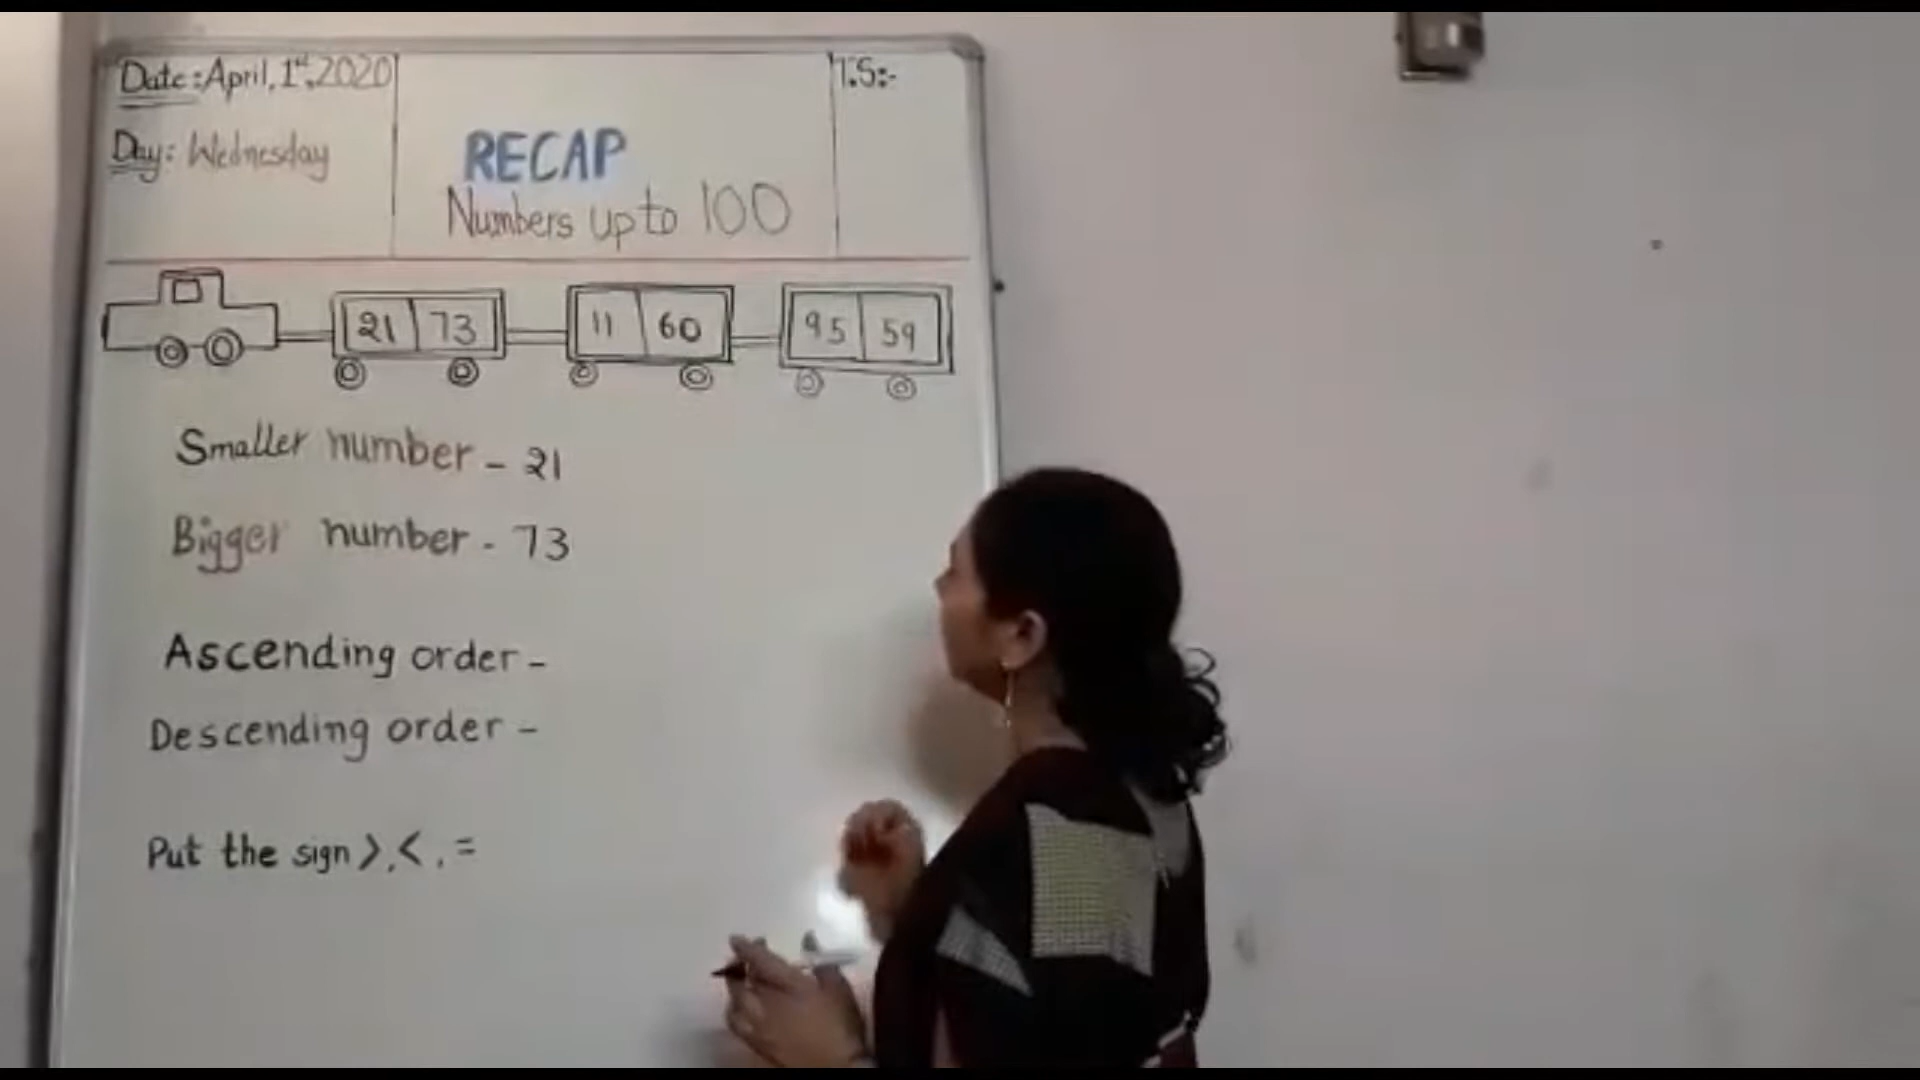 Date: April, 1st, 2020
Day: Wednesday
RECAP
Numbers up to 100
T.S:-
21 73 11 60 95 59
Smaller number - 21
Bigger number - 73
Ascending order -
Descending order -
Put the sign >, <, =